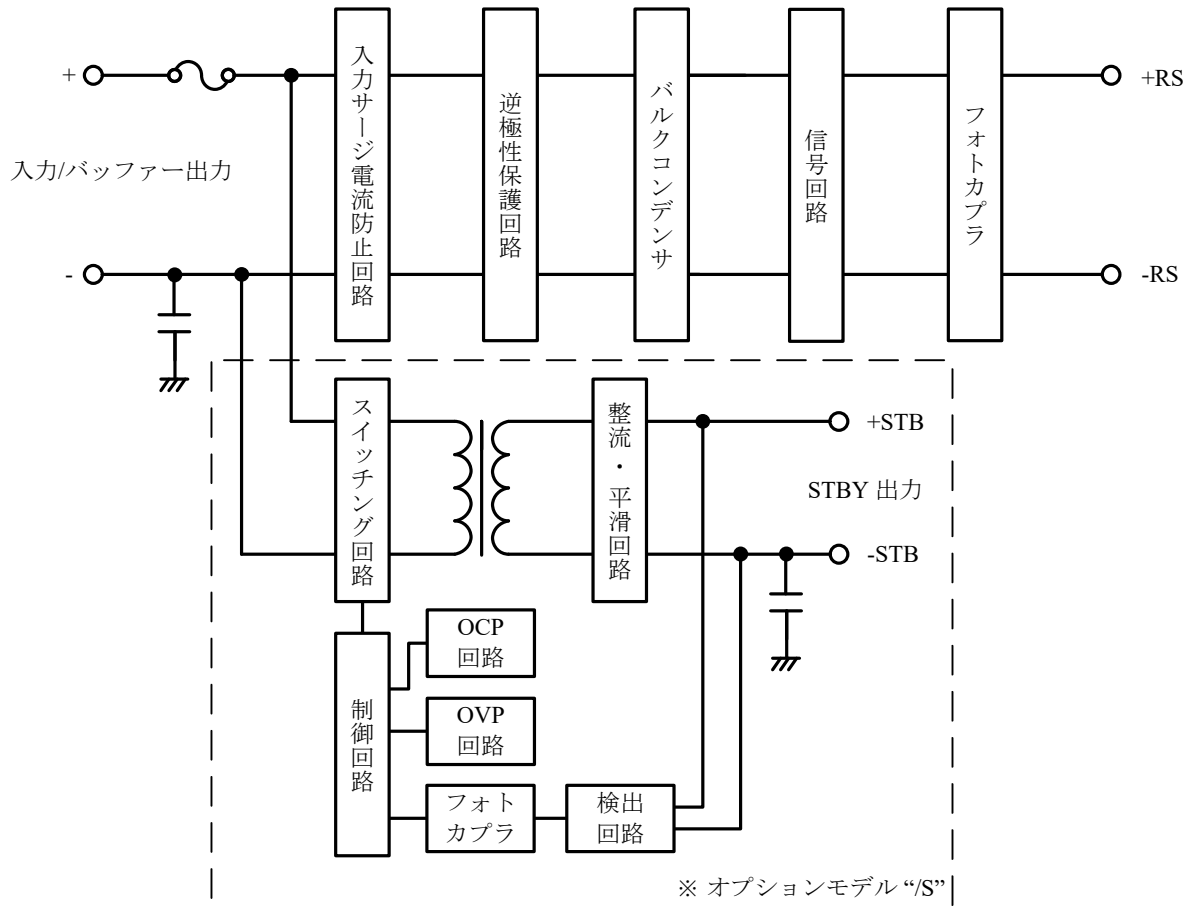 +
入力/バッファー出力
-
入力サージ電流防止回路
逆極性保護回路
バルクコンデンサ
信号回路
フォトカプラ
+RS
-RS
スイッチング回路
整流・平滑回路
+STB
STBY 出力
-STB
制御回路
OCP
回路
OVP
回路
フォト
カプラ
検出
回路
※ オプションモデル “/S”